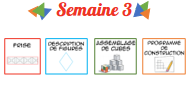 Semaine 3
FRISE
DESCRIPTION
DE FIGURES
ASSEMBLAGE
DE CUBES
PROGRAMME
DE
CONSTRUCTION